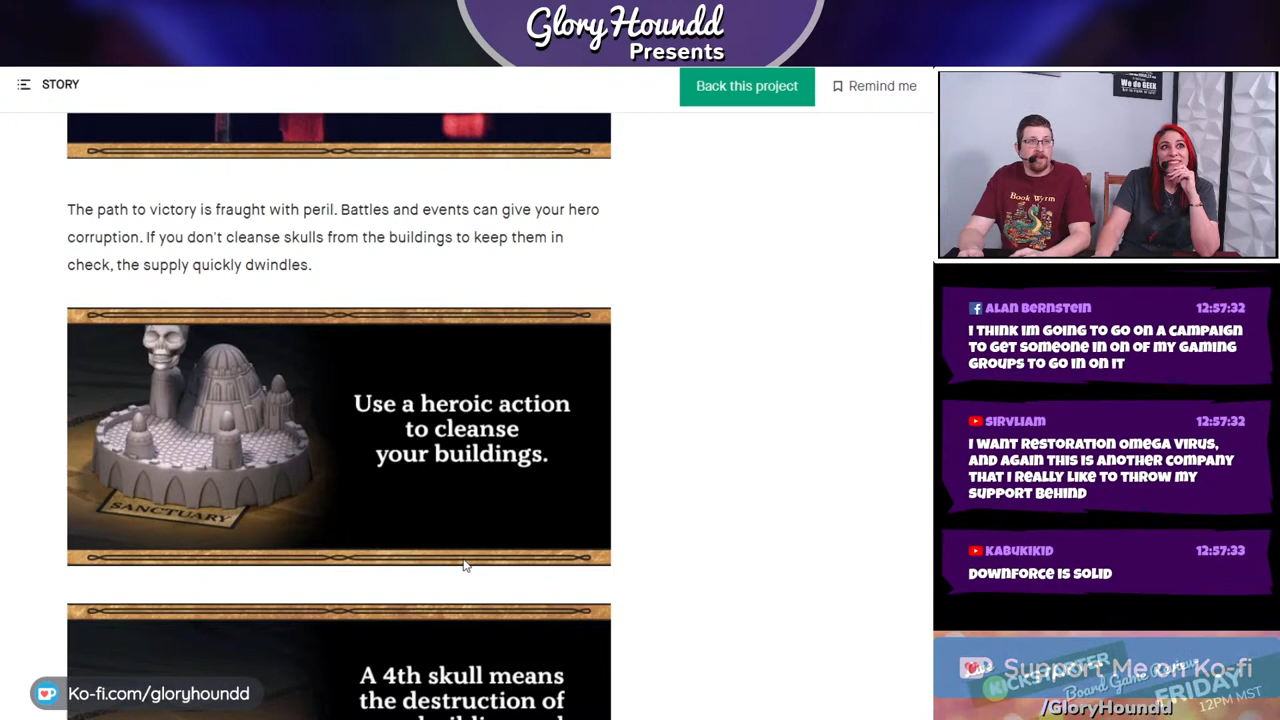 GloryHoundd
Presents
STORY
Back this project
Remind me
We do GEEK
Book Wyrm
The path to victory is fraught with peril. Battles and events can give your hero
corruption. If you don't cleanse skulls from the buildings to keep them in
check, the supply quickly dwindles.
Use a heroic action
to cleanse
your buildings.
SANCTUARY
A 4th skull means
the destruction of
ALAN BERNSTEIN 12:57:32
I THINK IM GOING TO GO ON A CAMPAIGN
TO GET SOMEONE IN ON OF MY GAMING
GROUPS TO GO IN ON IT
SIRVLIAM 12:57:32
I WANT RESTORATION OMEGA VIRUS,
AND AGAIN THIS IS ANOTHER COMPANY
THAT I REALLY LIKE TO THROW MY
SUPPORT BEHIND
KABUKIKID 12:57:33
DOWNFORCE IS SOLID
Support Me on Ko-fi
/GloryHoundd
KICKSTARTER
Board Game Review
FRIDAY
12PM MST
Ko-fi.com/gloryhoundd